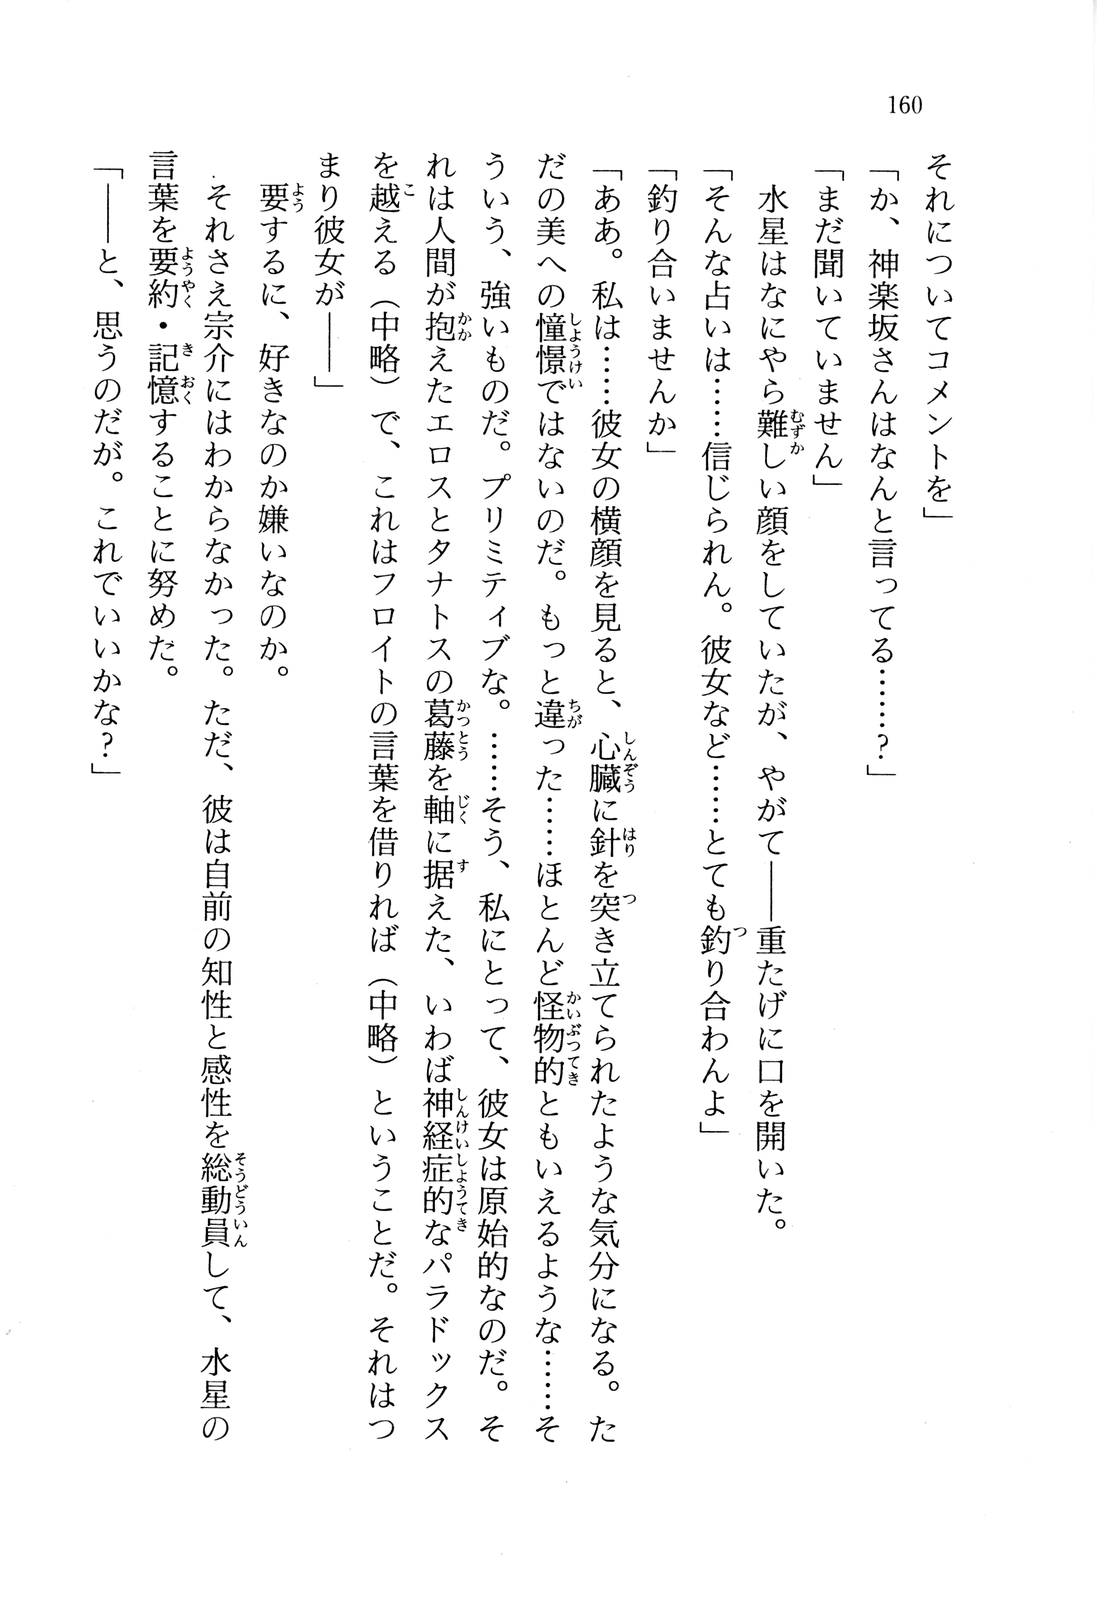 160
それについてコメントを」
「か、神楽坂さんはなんと言ってる……？」
「まだ聞いていません」
　水星はなにやら難しい顔をしていたが、やがて――重たげに口を開いた。
「そんな占いは……信じられん。彼女など……とても釣り合わんよ」
「釣り合いませんか」
「ああ。私は……彼女の横顔を見ると、心臓に針を突き立てられたような気分になる。た
だの美への憧憬ではないのだ。もっと違った……ほとんど怪物的ともいえるような……そ
ういう、強いものだ。プリミティブな。……そう、私にとって、彼女は原始的なのだ。そ
れは人間が抱えたエロスとタナトスの葛藤を軸に据えた、いわば神経症的なパラドックス
を越える（中略）で、これはフロイトの言葉を借りれば（中略）ということだ。それはつ
まり彼女が――」
　要するに、好きなのか嫌いなのか。
　それさえ宗介にはわからなかった。ただ、彼は自前の知性と感性を総動員して、水星の
言葉を要約・記憶することに努めた。
「――と、思うのだが。これでいいかな？」